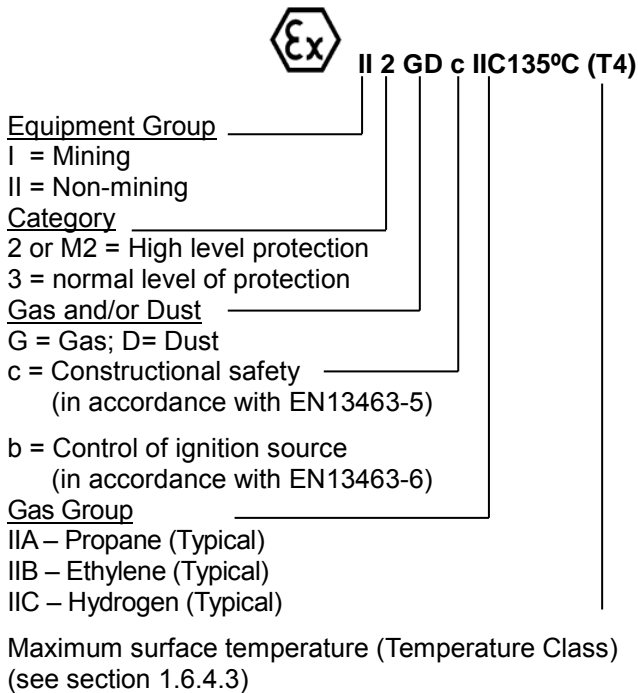 Ex II 2 GD c IIC135ºC (T4)
Equipment Group
I = Mining
II = Non-mining
Category
2 or M2 = High level protection
3 = normal level of protection
Gas and/or Dust
G = Gas; D= Dust
c = Constructional safety
(in accordance with EN13463-5)
b = Control of ignition source
(in accordance with EN13463-6)
Gas Group
IIA – Propane (Typical)
IIB – Ethylene (Typical)
IIC – Hydrogen (Typical)
Maximum surface temperature (Temperature Class)
(see section 1.6.4.3)